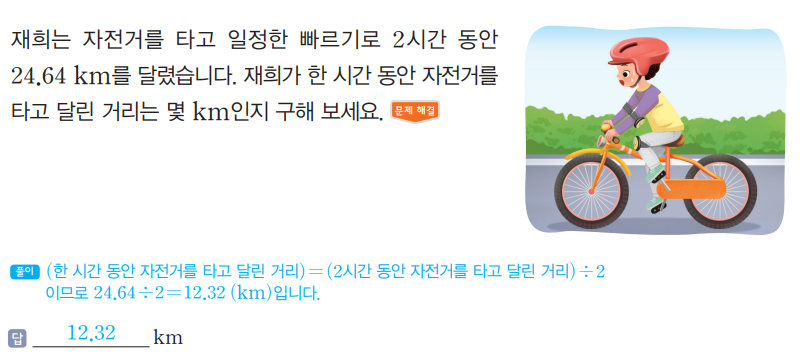 재희는 자전거를 타고 일정한 빠르기로 2시간 동안
24.64 km를 달렸습니다. 재희가 한 시간 동안 자전거를
타고 달린 거리는 몇 km인지 구해 보세요. 문제 해결
풀이 (한 시간 동안 자전거를 타고 달린 거리)=(2시간 동안 자전거를 타고 달린 거리)÷2
이므로 24.64÷2=12.32 (km)입니다.
답 12.32 km